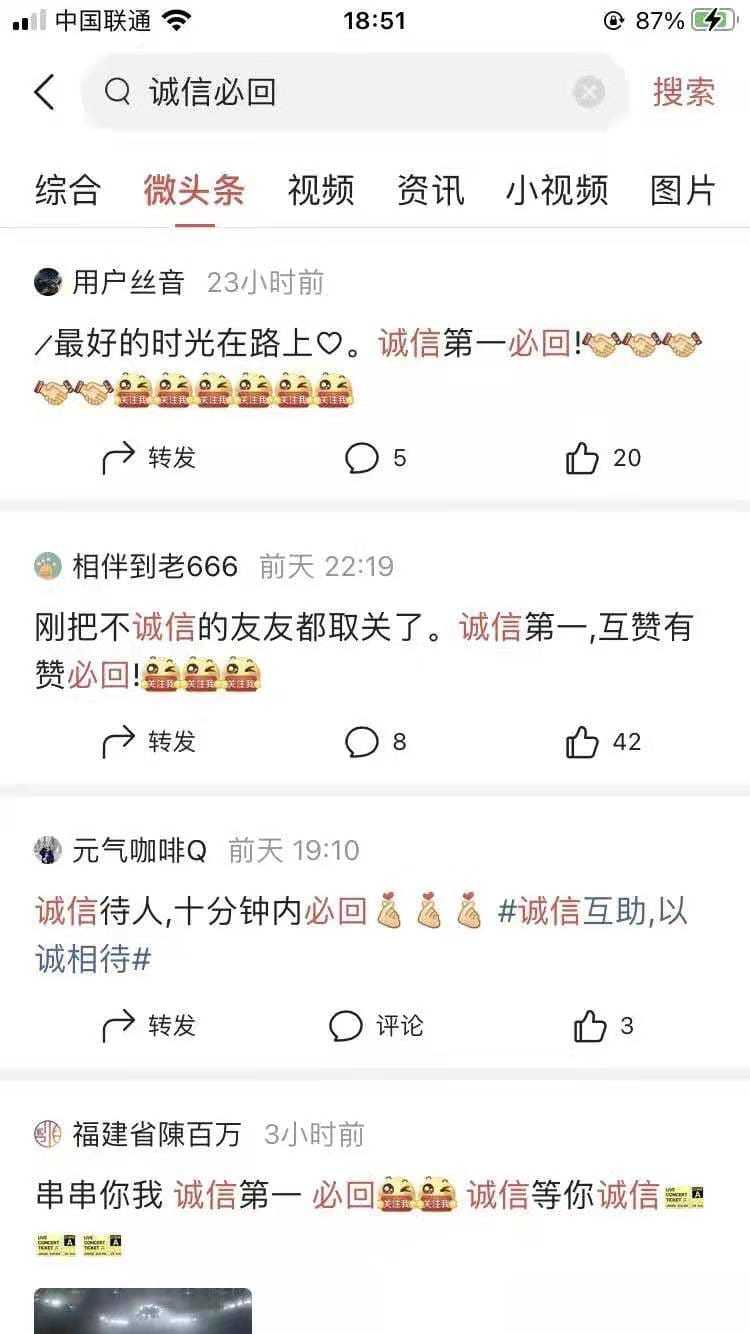 中国联通 18:51 87%
诚信必回 搜索
综合 微头条 视频 资讯 小视频 图片
用户丝音 23小时前
/最好的时光在路上♡。诚信第一必回!
关注我 关注我 关注我 关注我 关注我 关注我
转发 5 20
相伴到老666 前天 22:19
刚把不诚信的友友都取关了。诚信第一,互赞有
赞必回! 关注我 关注我 关注我
转发 8 42
元气咖啡Q 前天 19:10
诚信待人,十分钟内必回 #诚信互助,以
诚相待#
转发 评论 3
福建省陳百万 3小时前
串串你我 诚信第一 必回 关注我 关注我 诚信等你诚信 LIVE CONCERT TICKET A
LIVE CONCERT TICKET A LIVE CONCERT TICKET A